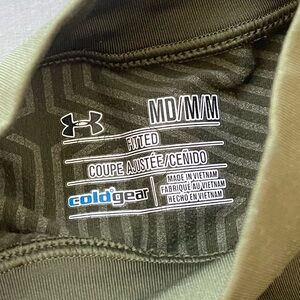 MD/M/M
FITTED
COUPE AJUSTÉE/CEÑIDO
coldgear
MADE IN VIETNAM
FABRIQUÉ AU VIETNAM
HECHO EN VIETNAM